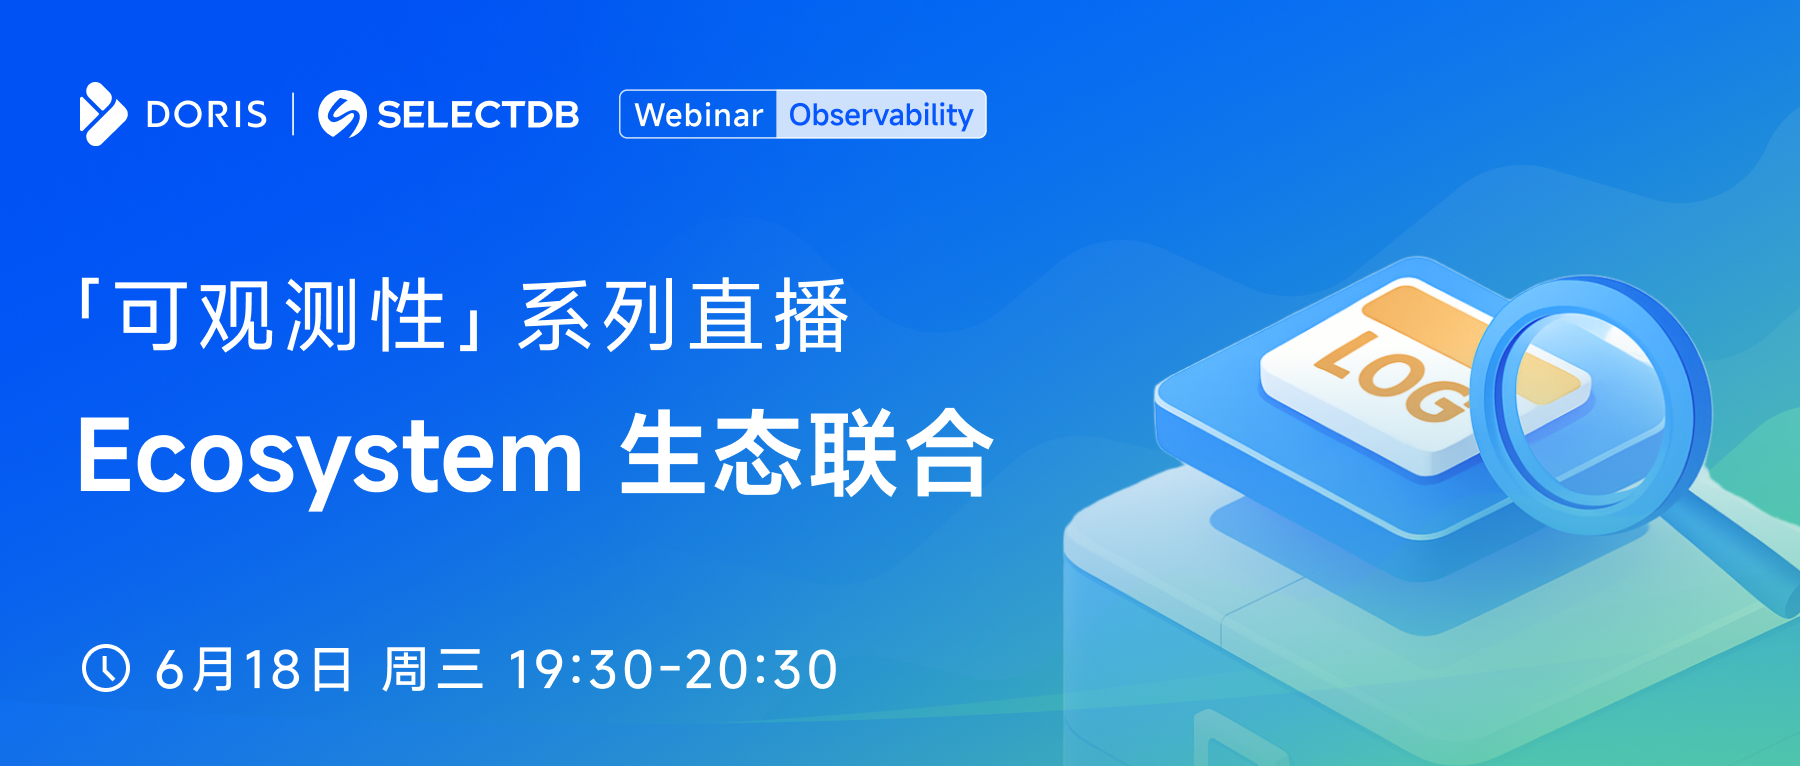 DORIS | SELECTDB Webinar Observability
「可观测性」系列直播
Ecosystem 生态联合
LOG
6月18日 周三 19:30-20:30